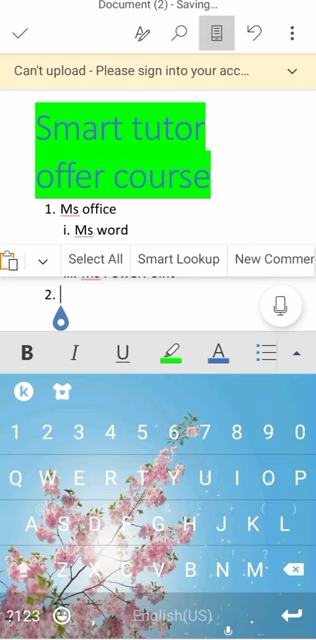 Document (2) - Saving...
Can't upload - Please sign into your acc...
Smart tutor
offer course
1. Ms office
i. Ms word
Select All
Smart Lookup
New Commen
2.
B I U A
1 2 3 4 5 6 7 8 9 0
Q W E R T Y U I O P
A S D F G H J K L
Z X C V B N M
?123 , English(US) .